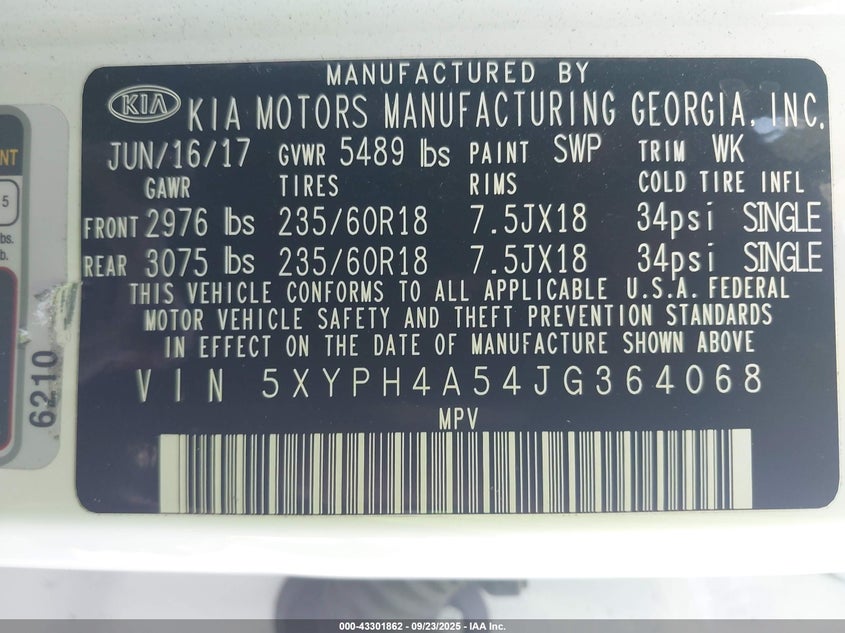 MANUFACTURED BY
KIA KIA MOTORS MANUFACTURING GEORGIA, INC.
JUN/16/17 GVWR 5489 lbs PAINT SWP TRIM WK
GAWR TIRES RIMS COLD TIRE INFL
FRONT 2976 lbs 235/60R18 7.5JX18 34psi SINGLE
REAR 3075 lbs 235/60R18 7.5JX18 34psi SINGLE
THIS VEHICLE CONFORMS TO ALL APPLICABLE U.S.A. FEDERAL
MOTOR VEHICLE SAFETY AND THEFT PREVENTION STANDARDS
IN EFFECT ON THE DATE OF MANUFACTURE SHOWN ABOVE
VIN 5XYPH4A54JG364068
MPV
NT
5
bs.
b.
6210
000-43301862 - 09/23/2025 - IAA Inc.